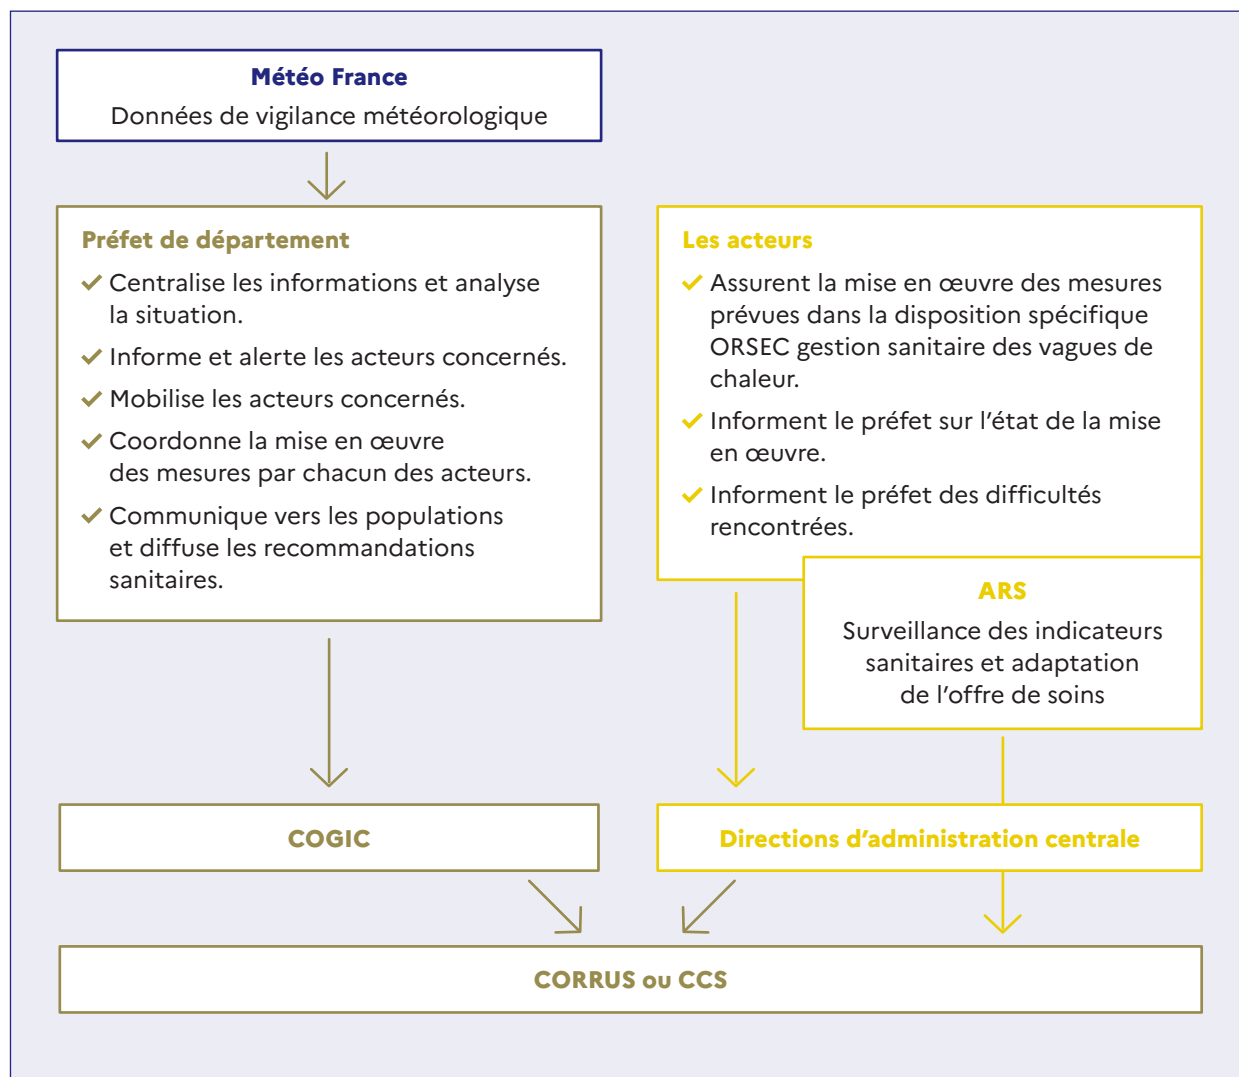 Météo France
Données de vigilance météorologique
Préfet de département
Centralise les informations et analyse
la situation.
Informe et alerte les acteurs concernés.
Mobilise les acteurs concernés.
Coordonne la mise en œuvre
des mesures par chacun des acteurs.
Communique vers les populations
et diffuse les recommandations
sanitaires.
Les acteurs
Assurent la mise en œuvre des mesures
prévues dans la disposition spécifique
ORSEC gestion sanitaire des vagues de
chaleur.
Informent le préfet sur l’état de la mise
en œuvre.
Informent le préfet des difficultés
rencontrées.
ARS
Surveillance des indicateurs
sanitaires et adaptation
de l’offre de soins
COGIC
Directions d’administration centrale
CORRUS ou CCS